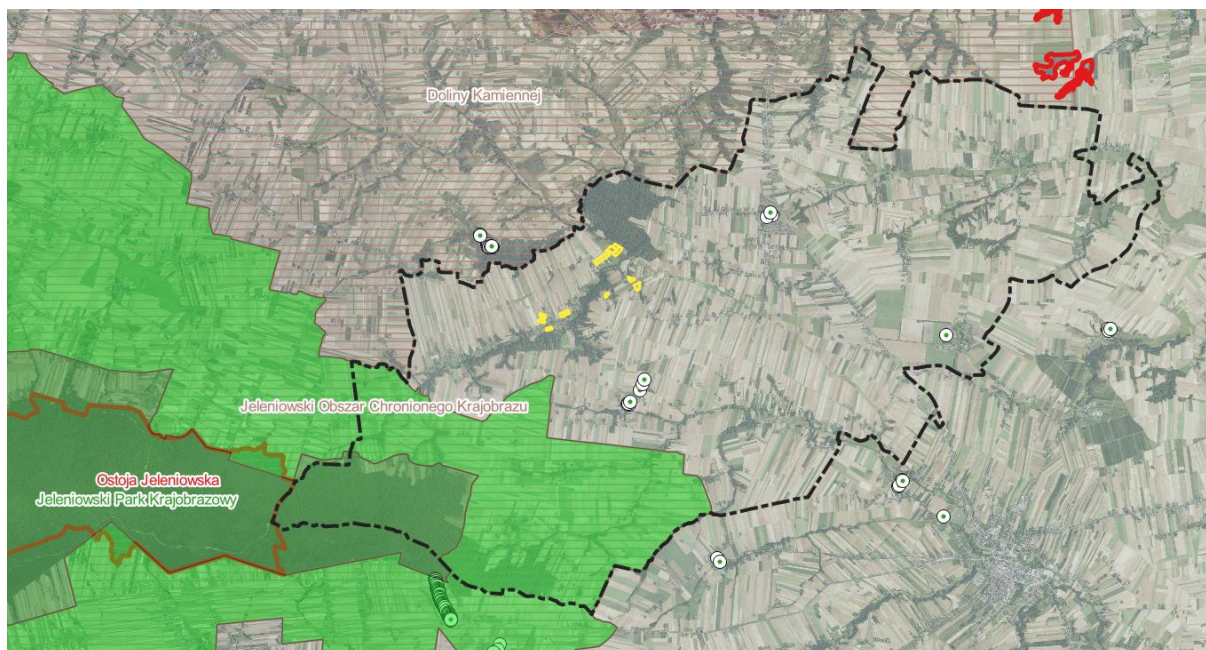 Doliny Kamiennej
Jeleniowski Obszar Chronionego Krajobrazu
Ostoja Jeleniowska
Jeleniowski Park Krajobrazowy